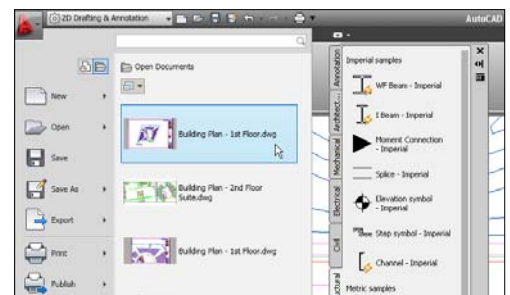 2D Drafting & Annotation
AutoCAD
Open Documents
New
Open
Save
Save As
Export
Print
Publish
Building Plan - 1st Floor.dwg
Building Plan - 2nd Floor
Suite.dwg
Building Plan - 1st Floor.dwg
Annotation
Architect...
Mechanical
Electrical
Civil
Structural
Imperial samples
WF Beam - Imperial
I Beam - Imperial
Moment Connection
- Imperial
Splice - Imperial
Elevation symbol
- Imperial
Step symbol - Imperial
Channel - Imperial
Metric samples